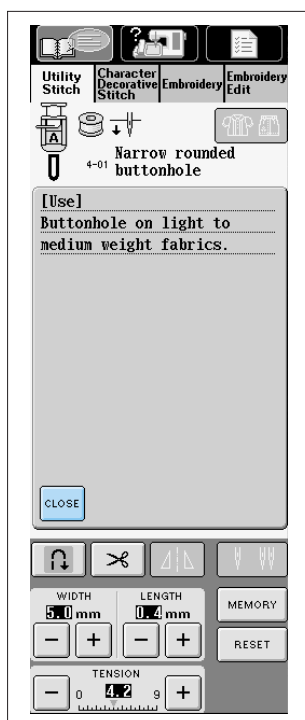 ?
Utility
Stitch
Character
Decorative
Stitch
Embroidery
Embroidery
Edit
A
4-01
Narrow rounded
buttonhole
[Use]
Buttonhole on light to
medium weight fabrics.
CLOSE
WIDTH
5.0 mm
LENGTH
0.4 mm
MEMORY
− +
− +
RESET
TENSION
− 0 4.2 9 +